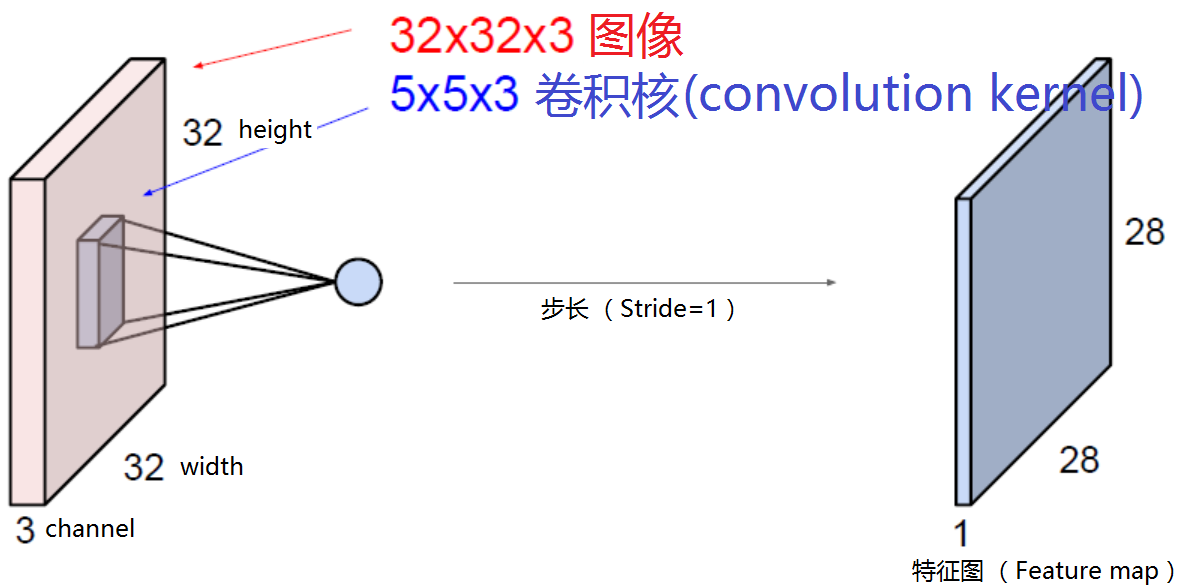 32x32x3 图像
5x5x3 卷积核(convolution kernel)
32 height
28
步长（Stride=1）
32 width
28
3 channel
1
特征图（Feature map）